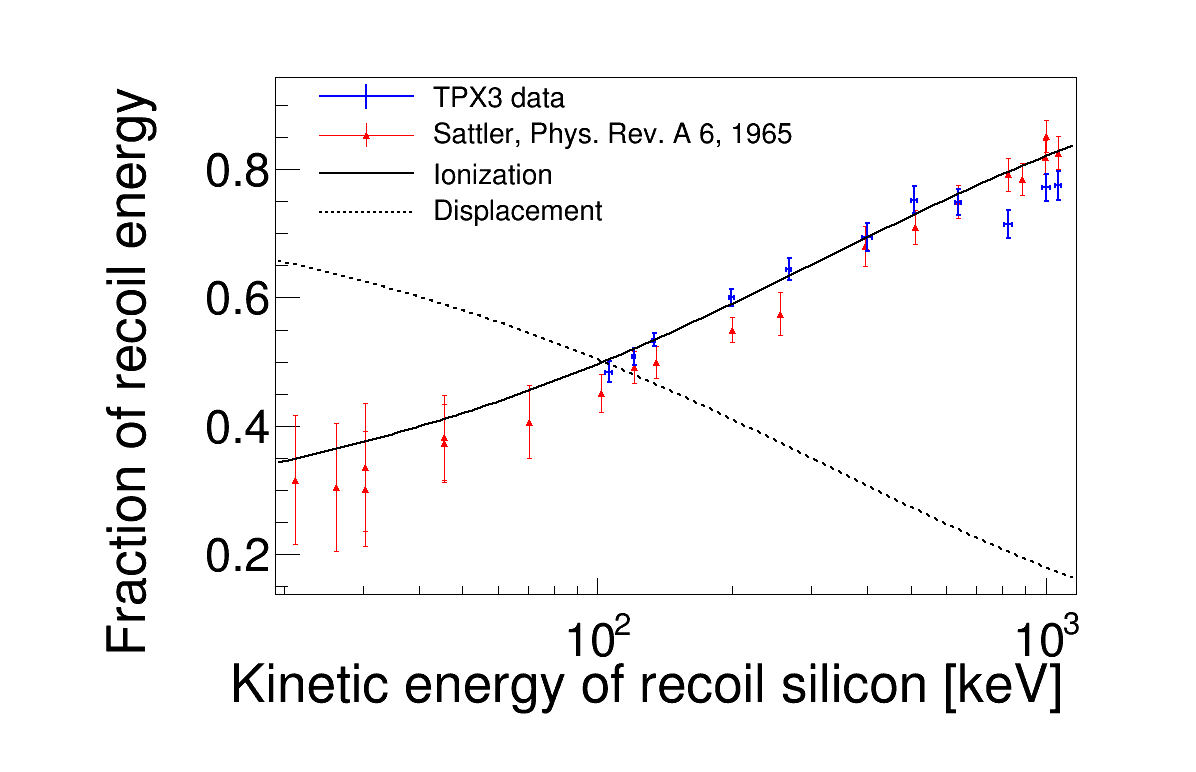 TPX3 data
Sattler, Phys. Rev. A 6, 1965
Ionization
Displacement
Fraction of recoil energy
0.8
0.6
0.4
0.2
10²
10³
Kinetic energy of recoil silicon [keV]